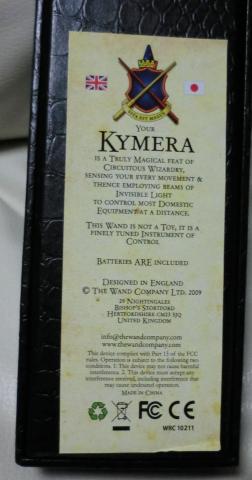 VITA EST MAGICA
YOUR
KYMERA
IS A TRULY MAGICAL FEAT OF
CIRCUITOUS WIZARDRY,
SENSING YOUR EVERY MOVEMENT &
THENCE EMPLOYING BEAMS OF
INVISIBLE LIGHT
TO CONTROL MOST DOMESTIC
EQUIPMENT AT A DISTANCE.
THIS WAND IS NOT A TOY, IT IS A
FINELY TUNED INSTRUMENT OF
CONTROL
BATTERIES ARE INCLUDED
DESIGNED IN ENGLAND
© THE WAND COMPANY LTD. 2009
29 NIGHTINGALES
BISHOP'S STORTFORD
HERTFORDSHIRE CM23 5JQ
UNITED KINGDOM
info@thewandcompany.com
www.thewandcompany.com
This device complies with Part 15 of the FCC
rules. Operation is subject to the following two
conditions. 1: This device may not cause harmful
interference. 2. This device must accept any
interference received, including interference that
may cause undesired operation.
MADE IN CHINA
FC CE
WRC 10211